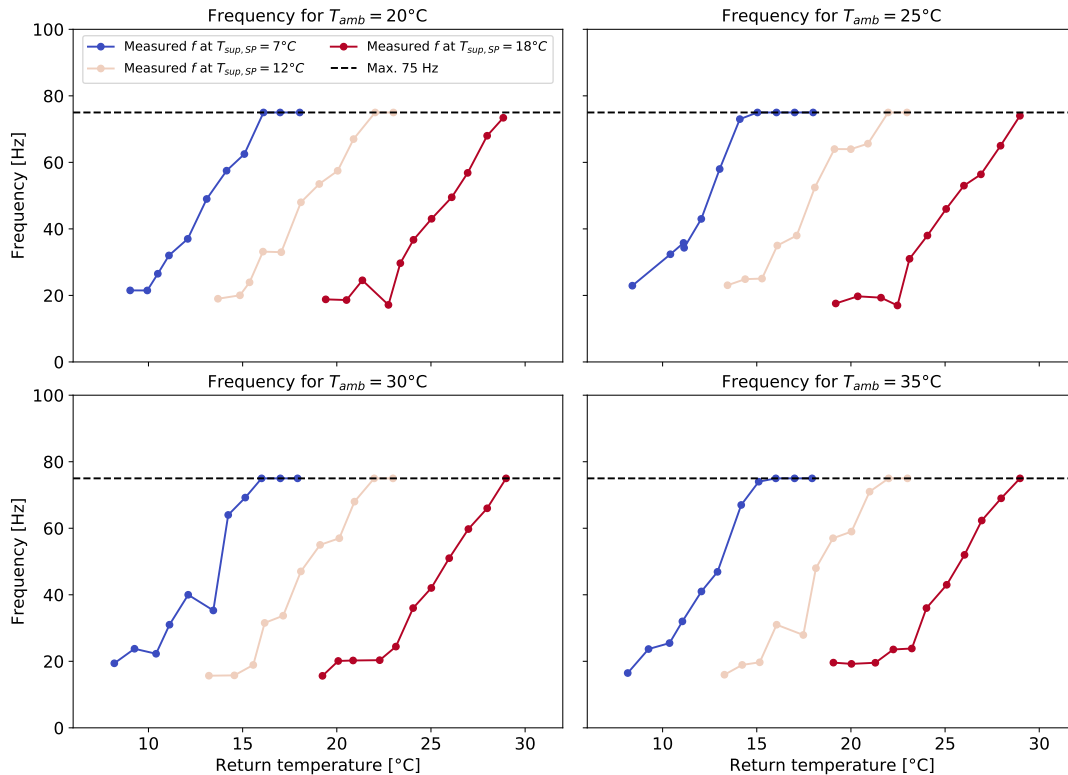 Frequency for T_amb = 20°C
Frequency for T_amb = 25°C
Measured f at T_sup,SP = 7°C
Measured f at T_sup,SP = 12°C
Measured f at T_sup,SP = 18°C
Max. 75 Hz
Frequency [Hz]
100
80
60
40
20
0
Frequency for T_amb = 30°C
Frequency for T_amb = 35°C
Frequency [Hz]
100
80
60
40
20
0
10 15 20 25 30
10 15 20 25 30
Return temperature [°C]
Return temperature [°C]